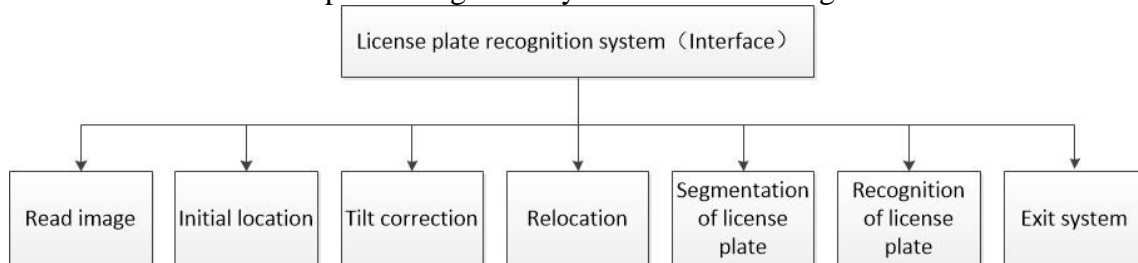 License plate recognition system（Interface）
Read image
Initial location
Tilt correction
Relocation
Segmentation
of license
plate
Recognition
of license
plate
Exit system